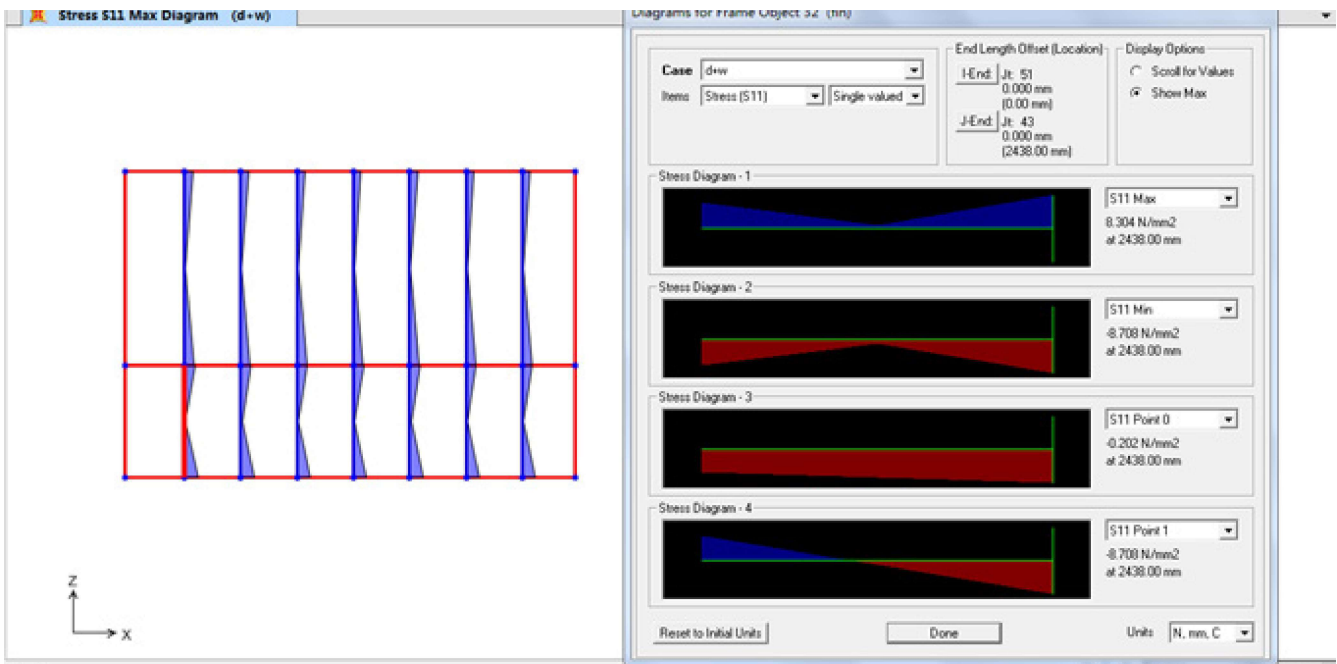 Stress S11 Max Diagram (d+w)
Diagrams for Frame Object 32 (fin)
Case d+w
Items Stress (S11) Single valued
End Length Offset (Location)
I-End: Jt: 51
0.000 mm
(0.00 mm)
J-End: Jt: 43
0.000 mm
(2438.00 mm)
Display Options
Scroll for Values
Show Max
Stress Diagram - 1
S11 Max
8.304 N/mm2
at 2438.00 mm
Stress Diagram - 2
S11 Min
-8.708 N/mm2
at 2438.00 mm
Stress Diagram - 3
S11 Point 0
-0.202 N/mm2
at 2438.00 mm
Stress Diagram - 4
S11 Point 1
-8.708 N/mm2
at 2438.00 mm
Z
X
Reset to Initial Units Done Units N, mm, C